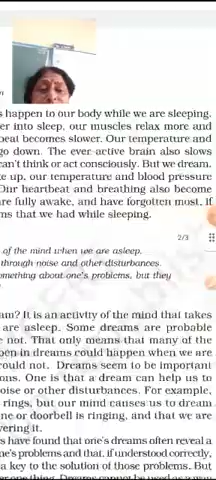 s happen to our body while we are sleeping.
er into sleep, our muscles relax more and
beat becomes slower. Our temperature and
go down. The ever active brain also slows
can't think or act consciously. But we dream.
e up, our temperature and blood pressure
Our heartbeat and breathing also become
re fully awake, and have forgotten most, if
ms that we had while sleeping.
2/3
of the mind when we are asleep.
through noise and other disturbances.
omething about one's problems, but they
am? It is an activity of the mind that takes
are asleep. Some dreams are probable
e not. That only means that many of the
pen in dreams could happen when we are
could not. Dreams seem to be important
ns. One is that a dream can help us to
oise or other disturbances. For example,
rings, but our mind causes us to dream
ne or doorbell is ringing, and that we are
vering it.
s have found that one's dreams often reveal a
ne's problems and that, if understood correctly,
a key to the solution of those problems. But